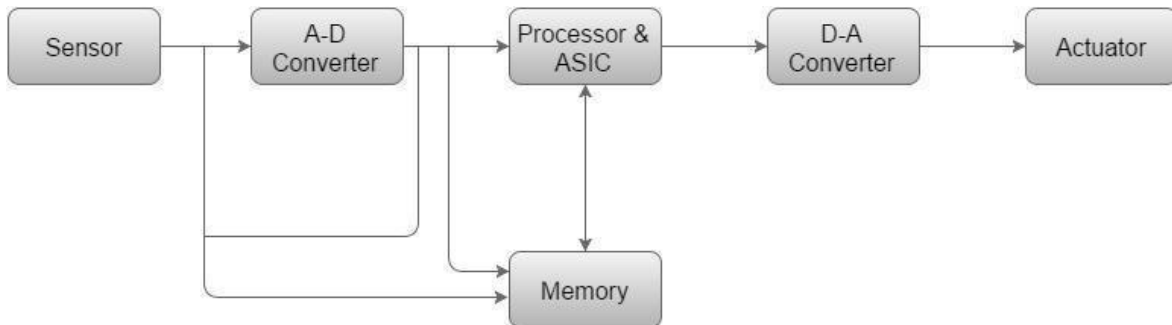 Sensor
A-D
Converter
Processor &
ASIC
D-A
Converter
Actuator
Memory